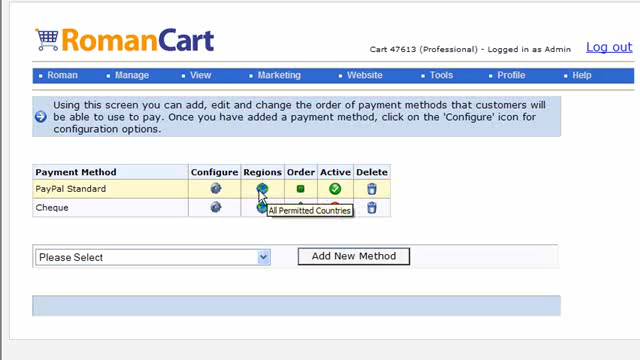 RomanCart
Cart 47613 (Professional) - Logged in as Admin Log out
Roman Manage View Marketing Website Tools Profile Help
Using this screen you can add, edit and change the order of payment methods that customers will
be able to use to pay. Once you have added a payment method, click on the 'Configure' icon for
configuration options.
Payment Method Configure Regions Order Active Delete
PayPal Standard
Cheque
All Permitted Countries
Please Select Add New Method